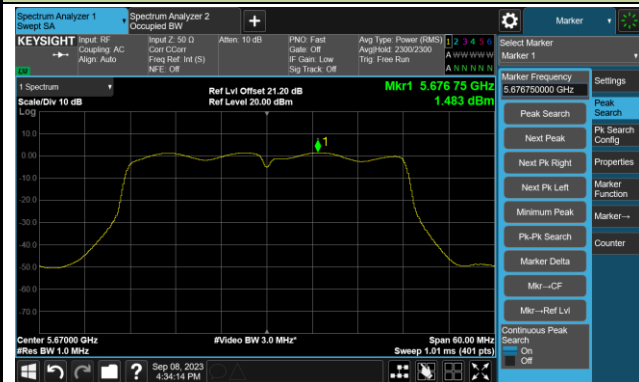 Spectrum Analyzer 1
Swept SA
Spectrum Analyzer 2
Occupied BW
Marker
KEYSIGHT
Input: RF
Coupling: AC
Align: Auto
Input Z: 50 Ω
Corr CCorr
Freq Ref: Int (S)
NFE: Off
Atten: 10 dB
PNO: Fast
Gate: Off
IF Gain: Low
Sig Track: Off
Avg Type: Power (RMS)
Avg|Hold: 2300/2300
Trig: Free Run
1 2 3 4 5 6
A W W W W W
A N N N N N
LXI
Select Marker
Marker 1
1 Spectrum
Scale/Div 10 dB
Log
Ref Lvl Offset 21.20 dB
Ref Level 20.00 dBm
Mkr1 5.676 75 GHz
1.483 dBm
10.0
0.00
-10.0
-20.0
-30.0
-40.0
-50.0
-60.0
-70.0
1
Center 5.67000 GHz
#Res BW 1.0 MHz
#Video BW 3.0 MHz*
Span 60.00 MHz
Sweep 1.01 ms (401 pts)
Marker Frequency
5.676750000 GHz
Peak Search
Next Peak
Next Pk Right
Next Pk Left
Minimum Peak
Pk-Pk Search
Marker Delta
Mkr→CF
Mkr→Ref Lvl
Continuous Peak
Search
On
Off
Settings
Peak
Search
Pk Search
Config
Properties
Marker
Function
Marker→
Counter
?
Sep 08, 2023
4:34:14 PM